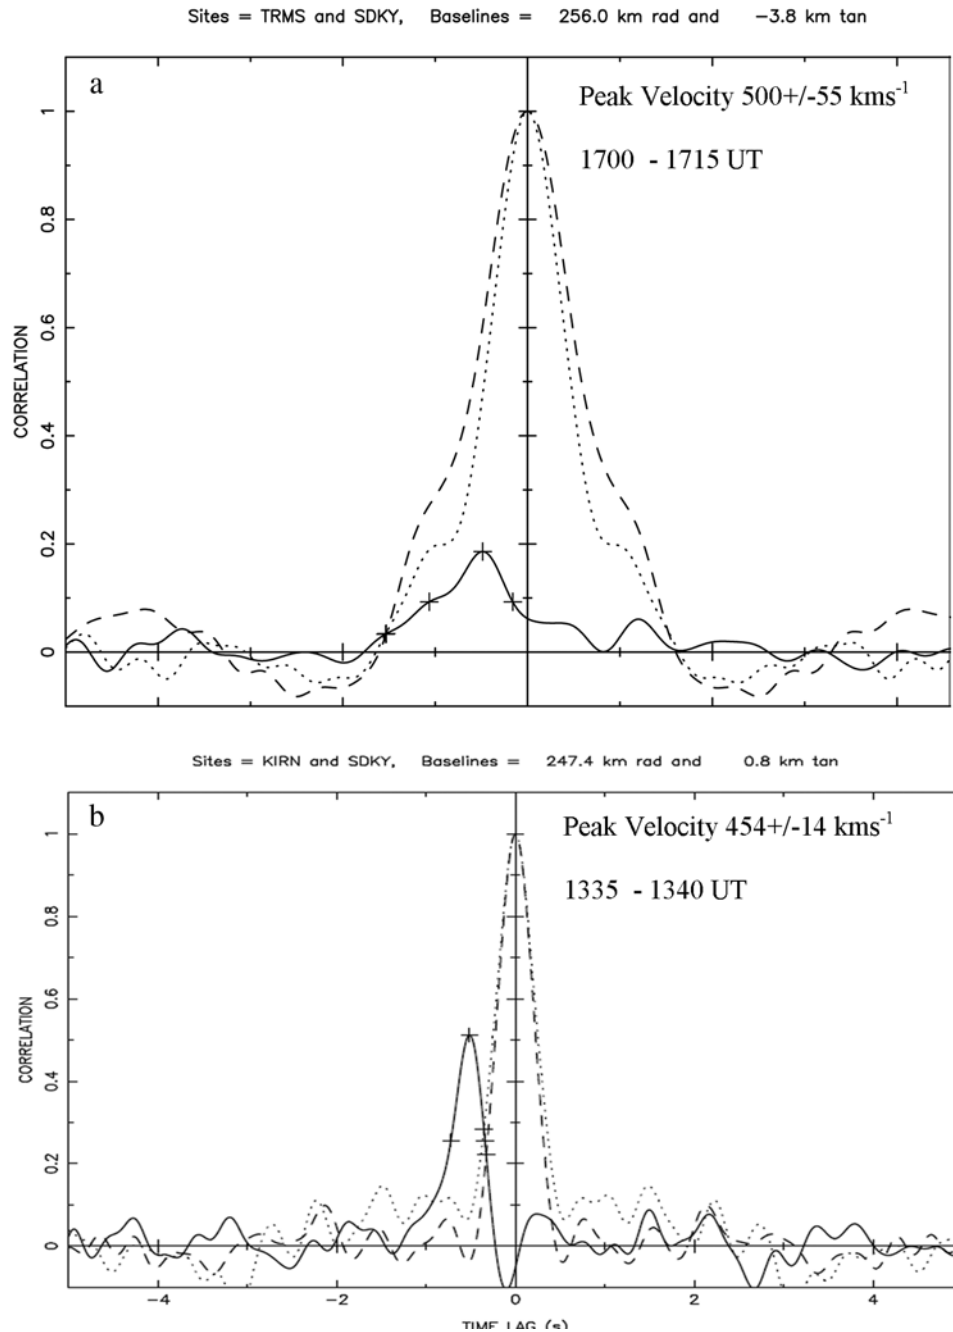 Sites = TRMS and SDKY, Baselines = 256.0 km rad and -3.8 km tan
a
Peak Velocity 500+/-55 kms-1
1700 - 1715 UT
CORRELATION
1
0.8
0.6
0.4
0.2
0
Sites = KIRN and SDKY, Baselines = 247.4 km rad and 0.8 km tan
b
Peak Velocity 454+/-14 kms-1
1335 - 1340 UT
CORRELATION
1
0.8
0.6
0.4
0.2
0
-4 -2 0 2 4
TIME LAG (s)